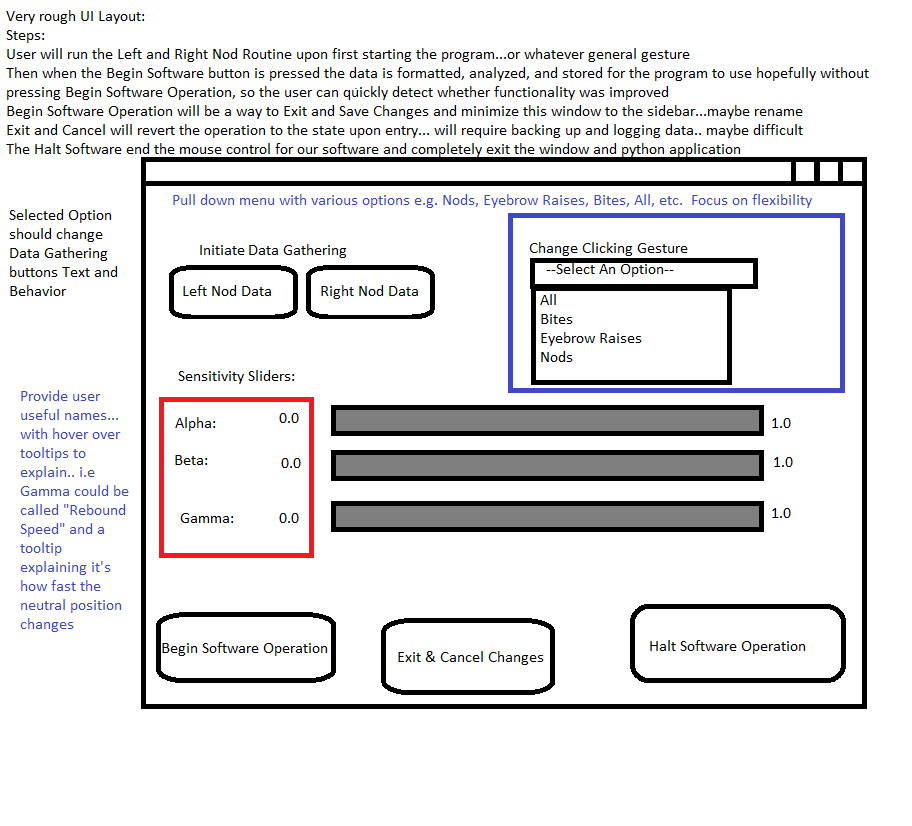 Very rough UI Layout:
Steps:
User will run the Left and Right Nod Routine upon first starting the program...or whatever general gesture
Then when the Begin Software button is pressed the data is formatted, analyzed, and stored for the program to use hopefully without
pressing Begin Software Operation, so the user can quickly detect whether functionality was improved
Begin Software Operation will be a way to Exit and Save Changes and minimize this window to the sidebar...maybe rename
Exit and Cancel will revert the operation to the state upon entry... will require backing up and logging data.. maybe difficult
The Halt Software end the mouse control for our software and completely exit the window and python application
Pull down menu with various options e.g. Nods, Eyebrow Raises, Bites, All, etc.  Focus on flexibility
Selected Option
should change
Data Gathering
buttons Text and
Behavior
Initiate Data Gathering
Left Nod Data
Right Nod Data
Change Clicking Gesture
--Select An Option--
All
Bites
Eyebrow Raises
Nods
Sensitivity Sliders:
Provide user
useful names...
with hover over
tooltips to
explain.. i.e
Gamma could be
called "Rebound
Speed" and a
tooltip
explaining it's
how fast the
neutral position
changes
Alpha:
0.0
1.0
Beta:
0.0
1.0
Gamma:
0.0
1.0
Begin Software Operation
Exit & Cancel Changes
Halt Software Operation